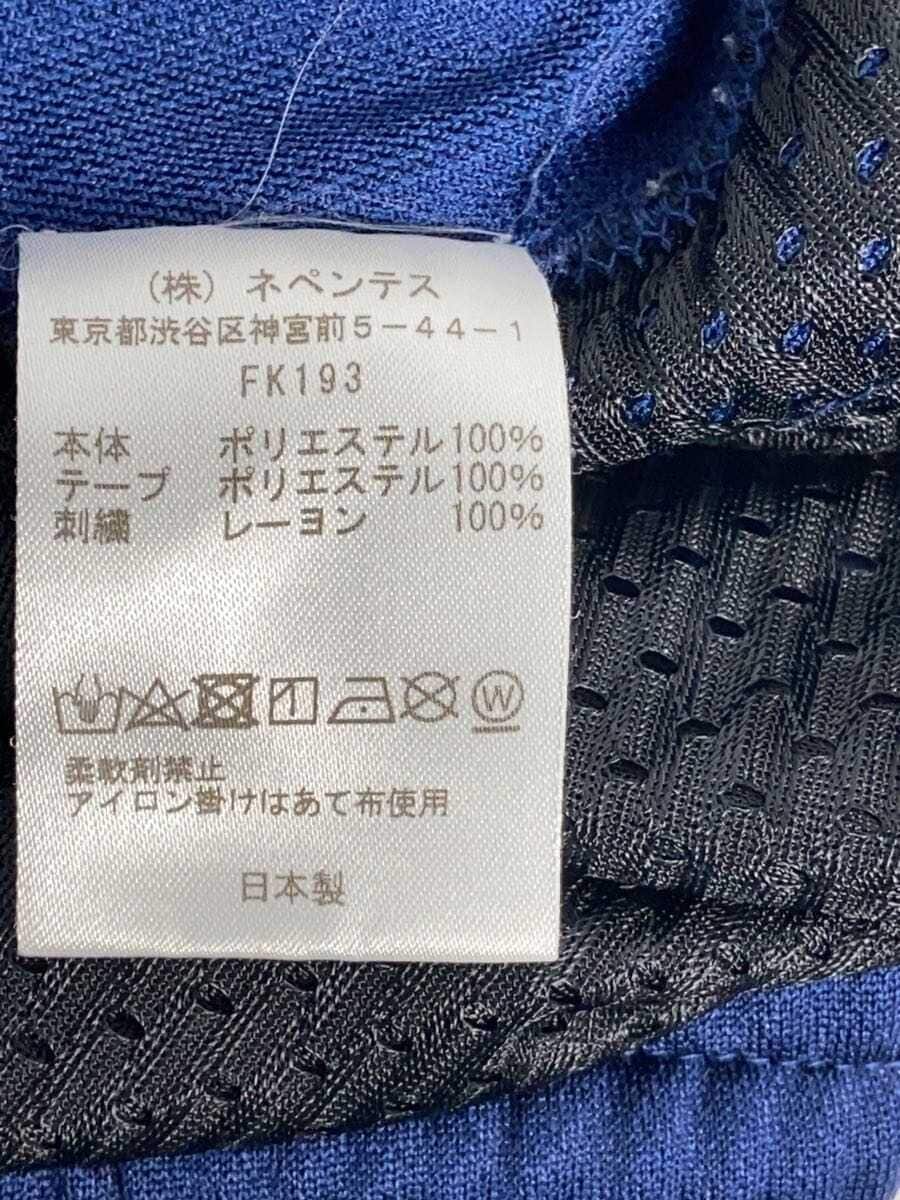 (株) ネペンテス
東京都渋谷区神宮前5-44-1
FK193
本体 ポリエステル100%
テープ ポリエステル100%
刺繍 レーヨン 100%
1 W
柔軟剤禁止
アイロン掛けはあて布使用
日本製